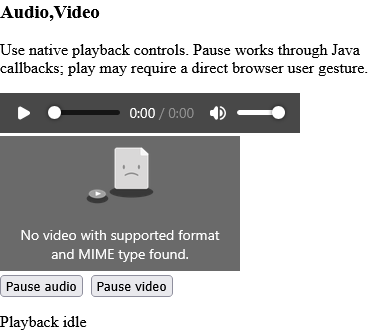 Audio,Video
Use native playback controls. Pause works through Java
callbacks; play may require a direct browser user gesture.
0:00 / 0:00
No video with supported format
and MIME type found.
Pause audio Pause video
Playback idle